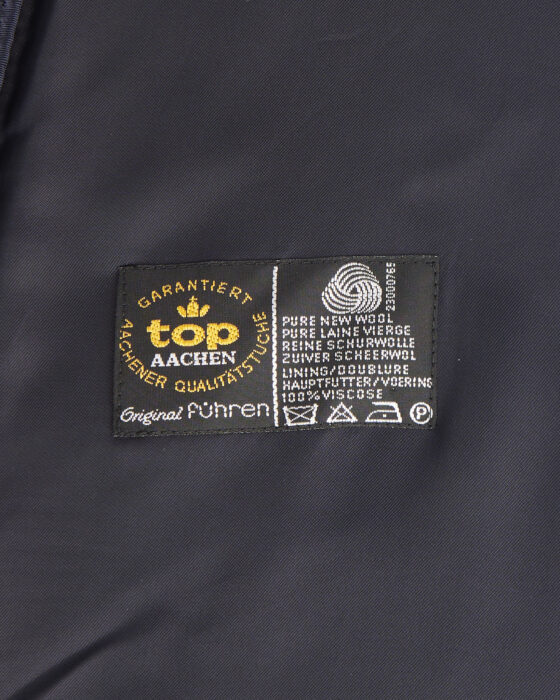 GARANTIERT
top
AACHEN
AACHENER QUALITÄTSTUCHE
Original führen
23000765
PURE NEW WOOL
PURE LAINE VIERGE
REINE SCHURWOLLE
ZUIVER SCHEERWOL
LINING/DOUBLURE
HAUPTFUTTER/VOERING
100% VISCOSE
P